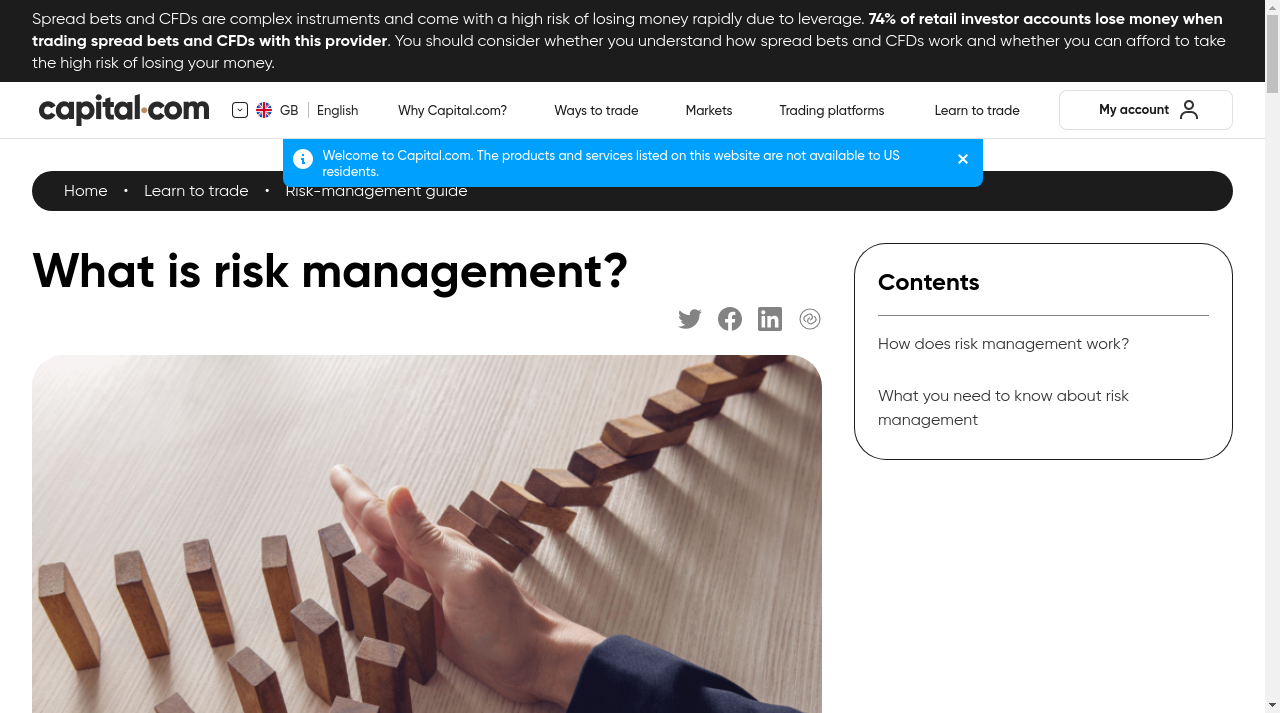 Spread bets and CFDs are complex instruments and come with a high risk of losing money rapidly due to leverage. 74% of retail investor accounts lose money when
trading spread bets and CFDs with this provider. You should consider whether you understand how spread bets and CFDs work and whether you can afford to take
the high risk of losing your money.
capital.com
GB
English
Why Capital.com?
Ways to trade
Markets
Trading platforms
Learn to trade
My account
Welcome to Capital.com. The products and services listed on this website are not available to US
residents.
Home • Learn to trade • Risk-management guide
What is risk management?
Contents
How does risk management work?
What you need to know about risk
management